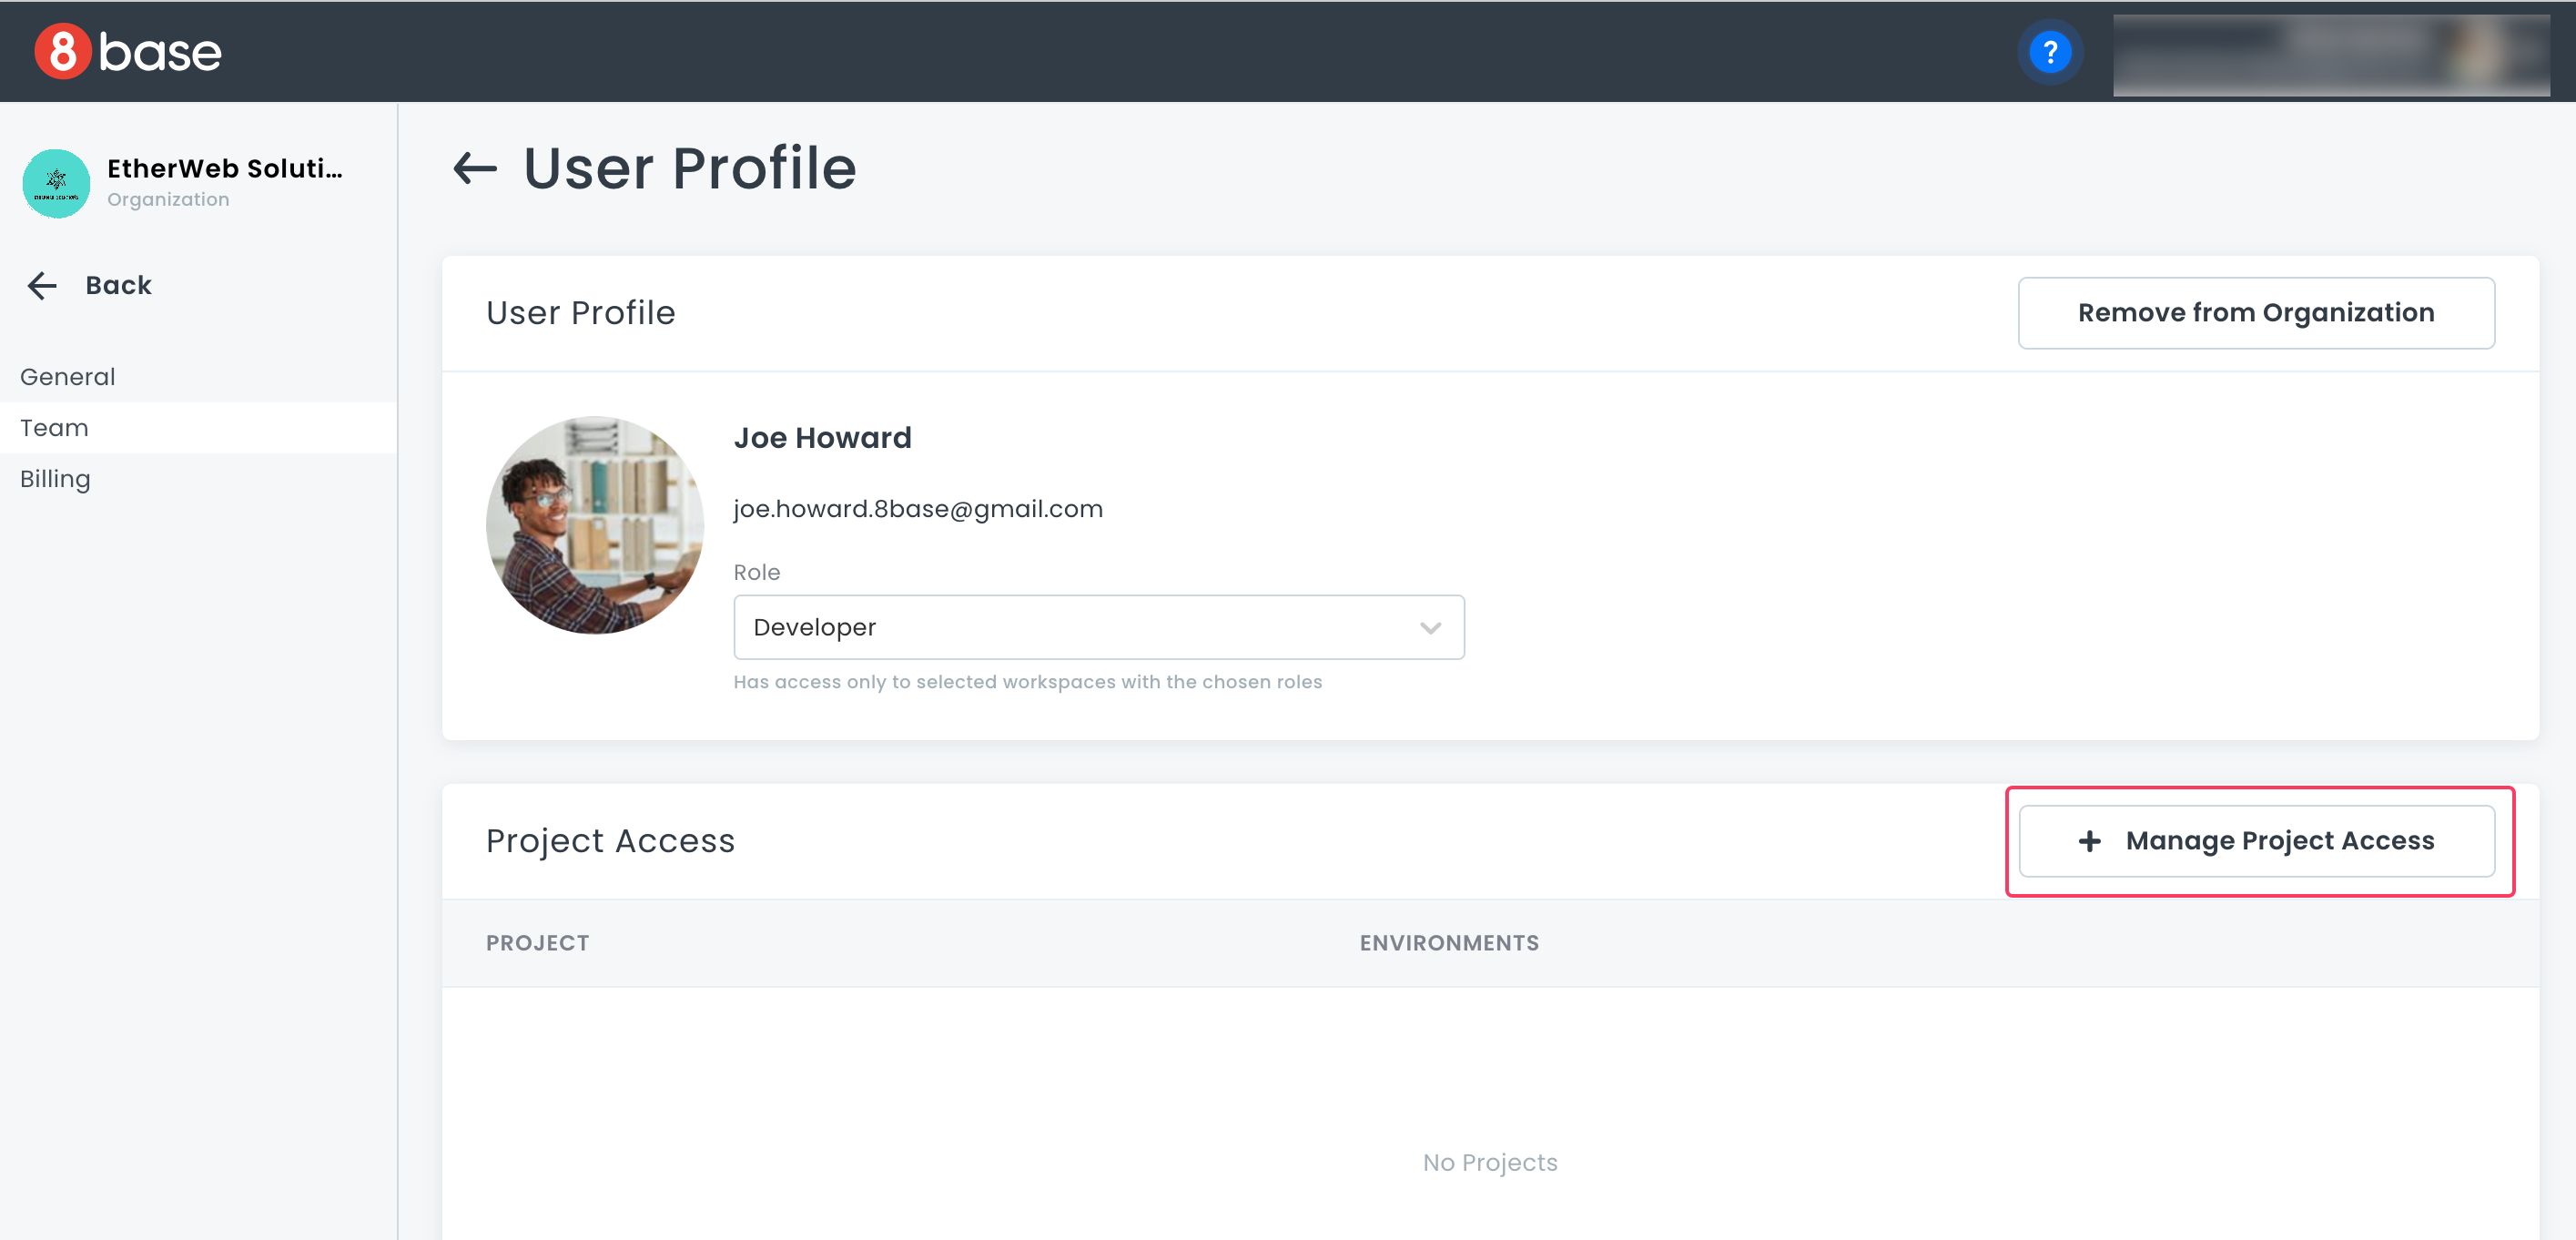 8base
?
EtherWeb Soluti...
Organization
Back
General
Team
Billing
User Profile
User Profile
Remove from Organization
Joe Howard
joe.howard.8base@gmail.com
Role
Developer
Has access only to selected workspaces with the chosen roles
Project Access
+ Manage Project Access
PROJECT
ENVIRONMENTS
No Projects